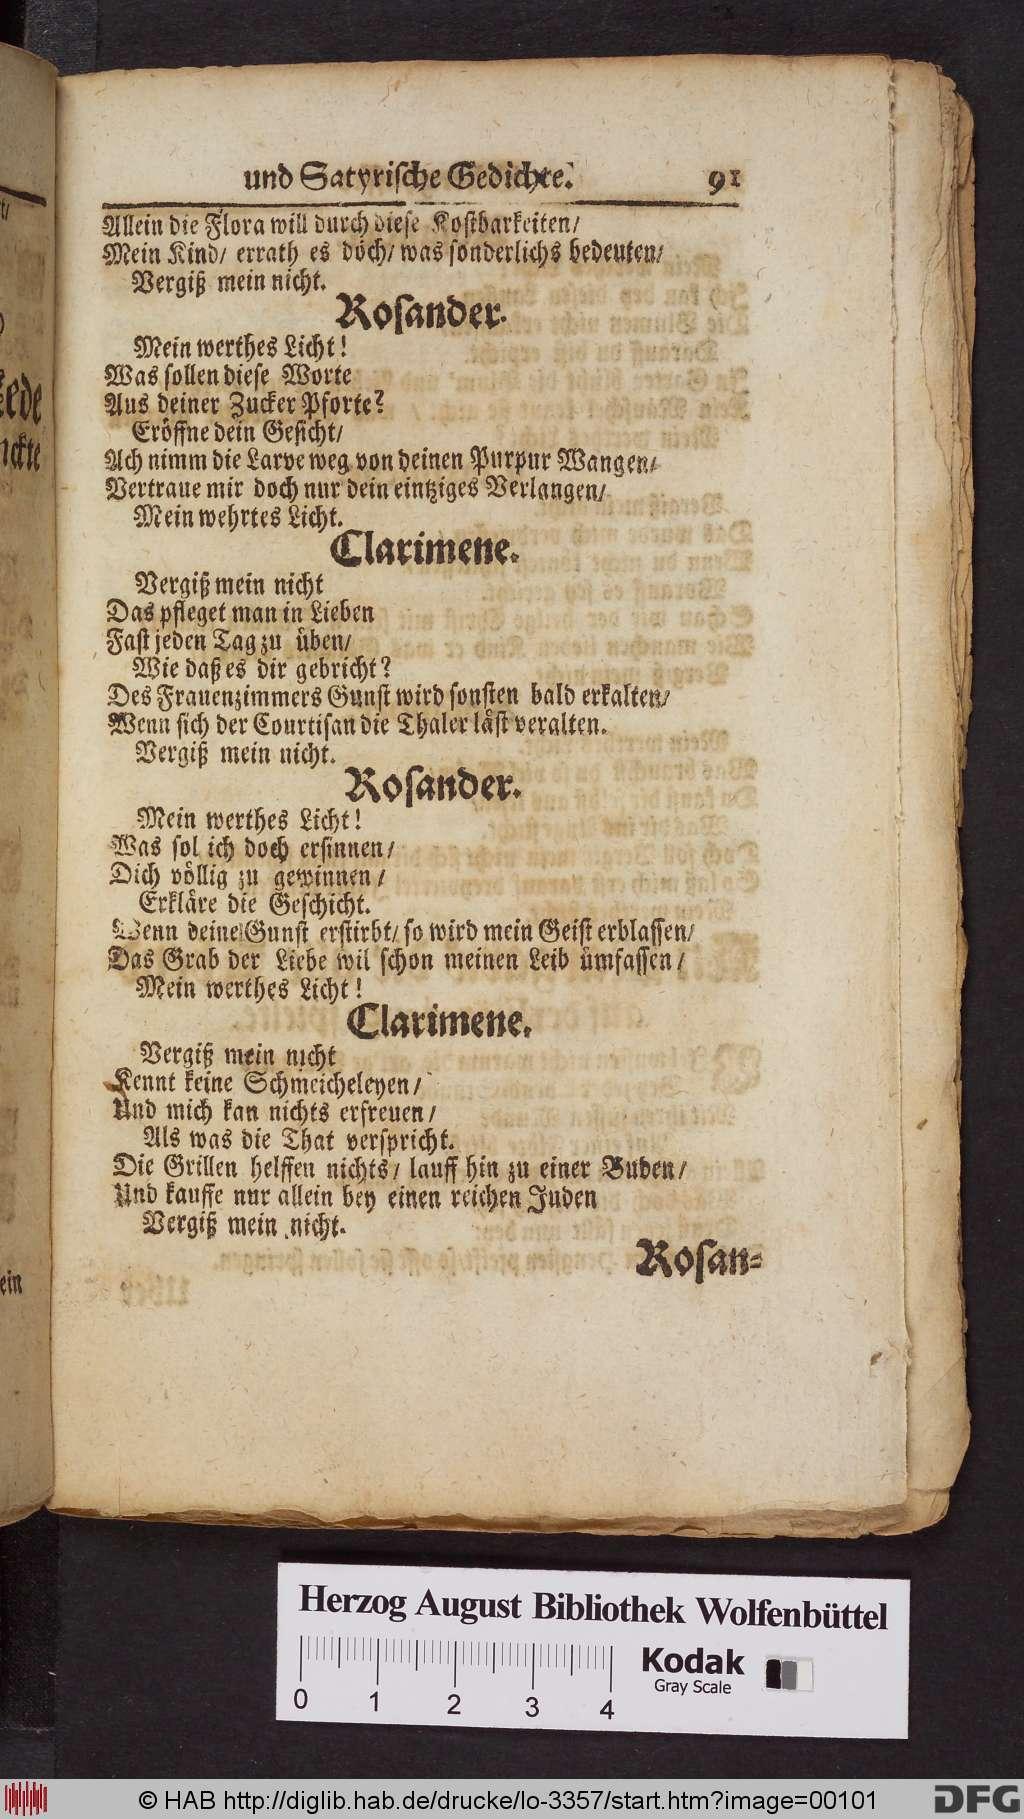 und Satyrische Gedichte. 91
Allein die Flora will durch diese Kostbarkeiten/
Mein Kind/ errath es doch/ was sonderlichs bedeuten/
Vergiß mein nicht.
Rosander.
Mein werthes Licht!
Was sollen diese Worte
Aus deiner Zucker Pforte?
Eröffne dein Gesicht/
Ach nimm die Larve weg von deinen Purpur Wangen/
Vertraue mir doch nur dein eintziges Verlangen/
Mein wehrtes Licht.
Clarimene.
Vergiß mein nicht
Das pfleget man in Lieben
Fast jeden Tag zu üben/
Wie daß es dir gebricht?
Des Frauenzimmers Gunst wird sonsten bald erkalten/
Wenn sich der Courtisan die Thaler läst veralten.
Vergiß mein nicht.
Rosander.
Mein werthes Licht!
Was sol ich doch ersinnen/
Dich völlig zu gewinnen/
Erkläre die Geschicht.
Wenn deine Gunst erstirbt/ so wird mein Geist erblassen/
Das Grab der Liebe wil schon meinen Leib ümfassen/
Mein werthes Licht!
Clarimene.
Vergiß mein nicht
Kennt keine Schmeicheleyen/
Und mich kan nichts erfreuen/
Als was die That verspricht.
Die Grillen helffen nichts/ lauff hin zu einer Buden/
Und kauffe nur allein bey einen reichen Juden
Vergiß mein nicht.
Rosan-
Herzog August Bibliothek Wolfenbüttel
Kodak
Gray Scale
0 1 2 3 4
© HAB http://diglib.hab.de/drucke/lo-3357/start.htm?image=00101
DFG